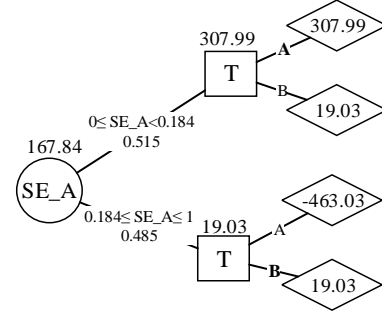 307.99
307.99
A
T
B
19.03
0≤ SE_A<0.184
0.515
167.84
SE_A
0.184≤ SE_A≤ 1
0.485
19.03
-463.03
A
T
B
19.03